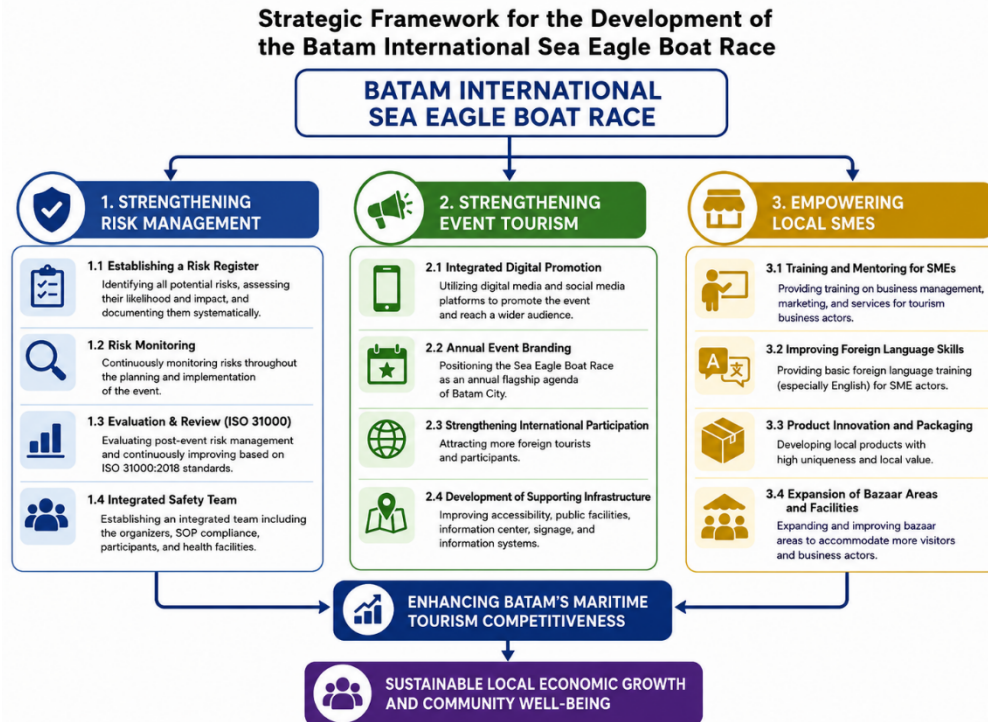 Strategic Framework for the Development of
the Batam International Sea Eagle Boat Race
BATAM INTERNATIONAL
SEA EAGLE BOAT RACE
1. STRENGTHENING
RISK MANAGEMENT
1.1 Establishing a Risk Register
Identifying all potential risks, assessing
their likelihood and impact, and
documenting them systematically.
1.2 Risk Monitoring
Continuously monitoring risks throughout
the planning and implementation
of the event.
1.3 Evaluation & Review (ISO 31000)
Evaluating post-event risk management
and continuously improving based on
ISO 31000:2018 standards.
1.4 Integrated Safety Team
Establishing an integrated team including
the organizers, SOP compliance,
participants, and health facilities.
2. STRENGTHENING
EVENT TOURISM
2.1 Integrated Digital Promotion
Utilizing digital media and social media
platforms to promote the event
and reach a wider audience.
2.2 Annual Event Branding
Positioning the Sea Eagle Boat Race
as an annual flagship agenda
of Batam City.
2.3 Strengthening International Participation
Attracting more foreign tourists
and participants.
2.4 Development of Supporting Infrastructure
Improving accessibility, public facilities,
information center, signage, and
information systems.
3. EMPOWERING
LOCAL SMES
3.1 Training and Mentoring for SMEs
Providing training on business management,
marketing, and services for tourism
business actors.
A 文
3.2 Improving Foreign Language Skills
Providing basic foreign language training
(especially English) for SME actors.
3.3 Product Innovation and Packaging
Developing local products with
high uniqueness and local value.
3.4 Expansion of Bazaar Areas
and Facilities
Expanding and improving bazaar
areas to accommodate more visitors
and business actors.
ENHANCING BATAM'S MARITIME
TOURISM COMPETITIVENESS
SUSTAINABLE LOCAL ECONOMIC GROWTH
AND COMMUNITY WELL-BEING